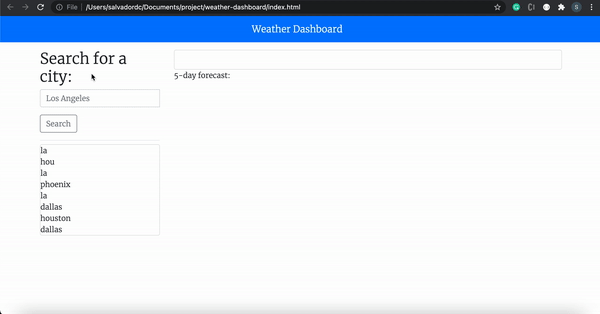 File | /Users/salvadordc/Documents/project/weather-dashboard/index.html
S
Weather Dashboard
Search for a
city:
Los Angeles
Search
la
hou
la
phoenix
la
dallas
houston
dallas
5-day forecast: